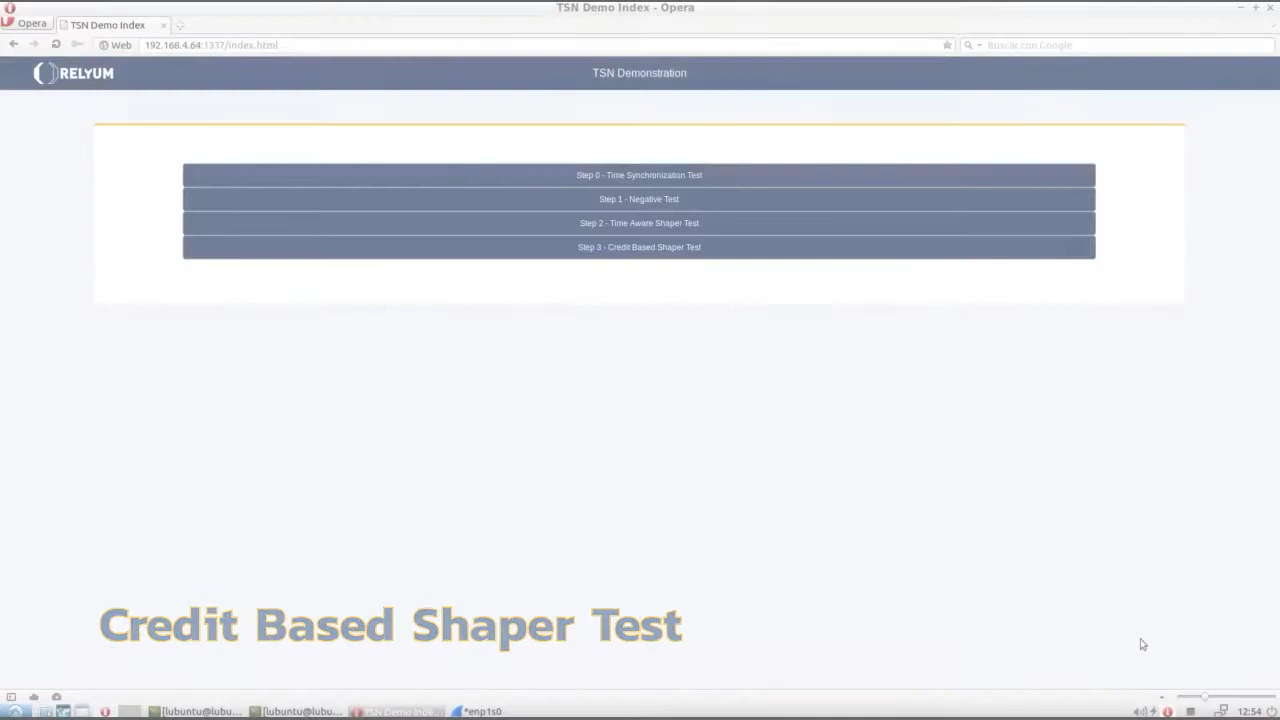 TSN Demo Index - Opera
Opera
TSN Demo Index
Web
192.168.4.64:1337/index.html
Buscar con Google
RELYUM
TSN Demonstration
Step 0 - Time Synchronization Test
Step 1 - Negative Test
Step 2 - Time Aware Shaper Test
Step 3 - Credit Based Shaper Test
Credit Based Shaper Test
[lubuntu@lubu...
[lubuntu@lubu...
TSN Demo Inde...
*enp1s0
12:54